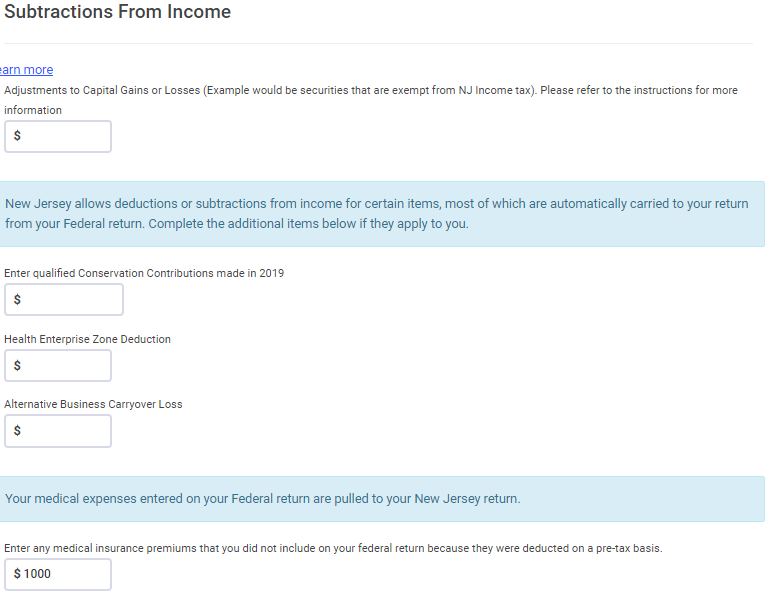 Subtractions From Income
earn more
Adjustments to Capital Gains or Losses (Example would be securities that are exempt from NJ Income tax). Please refer to the instructions for more
information
$
New Jersey allows deductions or subtractions from income for certain items, most of which are automatically carried to your return
from your Federal return. Complete the additional items below if they apply to you.
Enter qualified Conservation Contributions made in 2019
$
Health Enterprise Zone Deduction
$
Alternative Business Carryover Loss
$
Your medical expenses entered on your Federal return are pulled to your New Jersey return.
Enter any medical insurance premiums that you did not include on your federal return because they were deducted on a pre-tax basis.
$ 1000